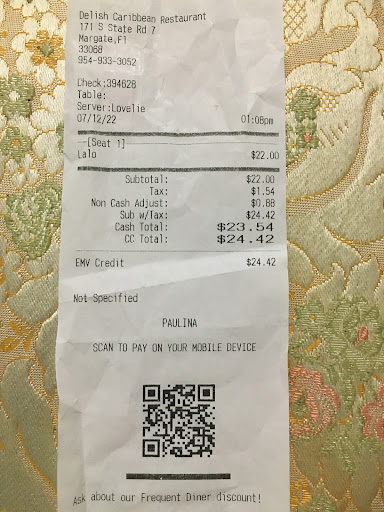 Delish Caribbean Restaurant
171 S State Rd 7
Margate,Fl
33068
954-933-3052
Check:394628
Table:
Server:Lovelie
07/12/22 01:08pm
--[Seat 1]
Lalo $22.00
Subtotal: $22.00
Tax: $1.54
Non Cash Adjust: $0.88
Sub w/Tax: $24.42
Cash Total: $23.54
CC Total: $24.42
EMV Credit $24.42
Not Specified
PAULINA
SCAN TO PAY ON YOUR MOBILE DEVICE
Ask about our Frequent Diner discount!